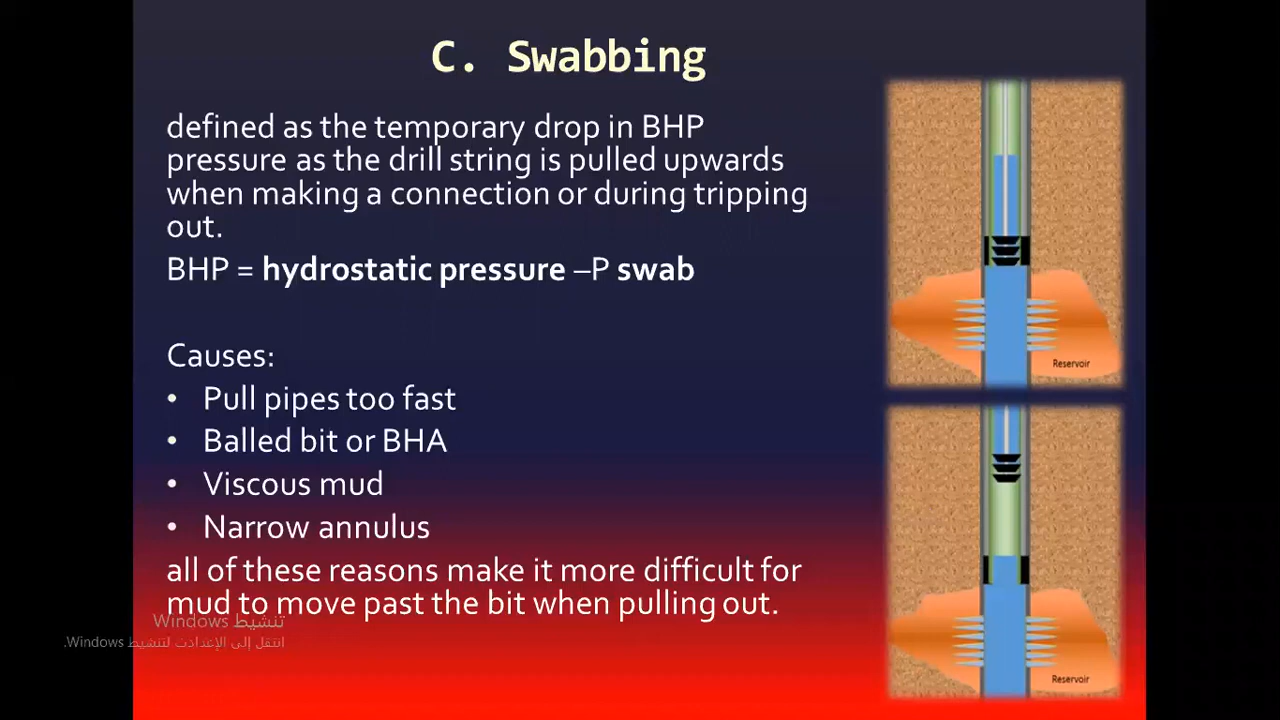 C. Swabbing
defined as the temporary drop in BHP
pressure as the drill string is pulled upwards
when making a connection or during tripping
out.
BHP = hydrostatic pressure –P swab
Causes:
• Pull pipes too fast
• Balled bit or BHA
• Viscous mud
• Narrow annulus
all of these reasons make it more difficult for
mud to move past the bit when pulling out.
تنشيط Windows
انتقل إلى الإعدادت لتنشيط Windows.
Reservoir
Reservoir